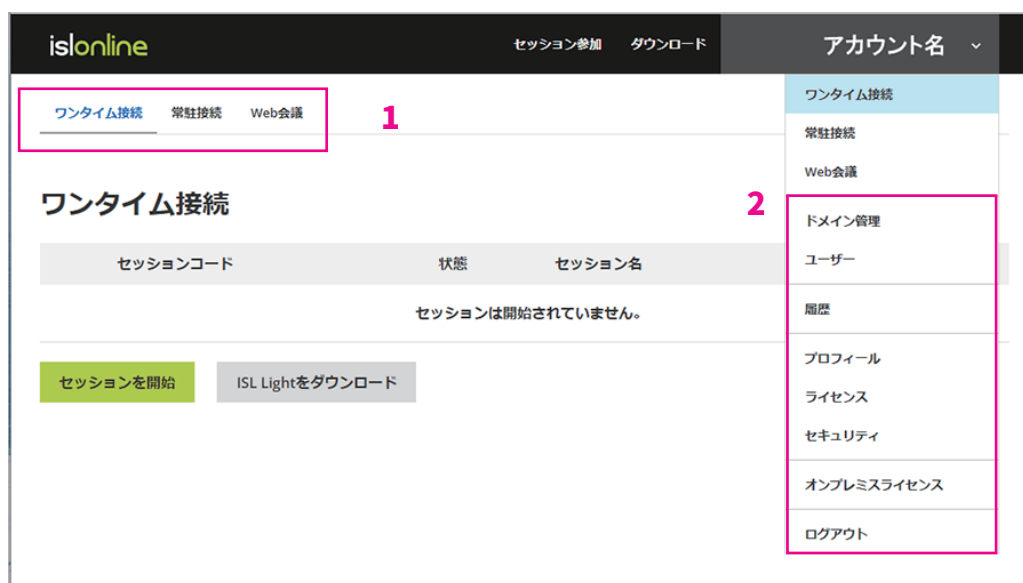 islonline
セッション参加 ダウンロード アカウント名
ワンタイム接続 常駐接続 Web会議
1
ワンタイム接続
セッションコード 状態 セッション名
セッションは開始されていません。
セッションを開始 ISL Lightをダウンロード
ワンタイム接続
常駐接続
Web会議
2
ドメイン管理
ユーザー
履歴
プロフィール
ライセンス
セキュリティ
オンプレミスライセンス
ログアウト